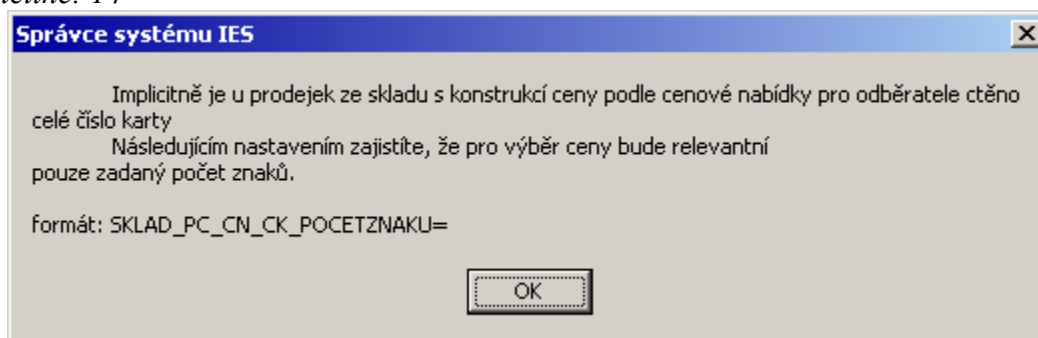 Správce systému IES
Implicitně je u prodejek ze skladu s konstrukcí ceny podle cenové nabídky pro odběratele ctěno
celé číslo karty
Následujícím nastavením zajistíte, že pro výběr ceny bude relevantní
pouze zadaný počet znaků.
formát: SKLAD_PC_CN_CK_POCETZNAKU=
OK